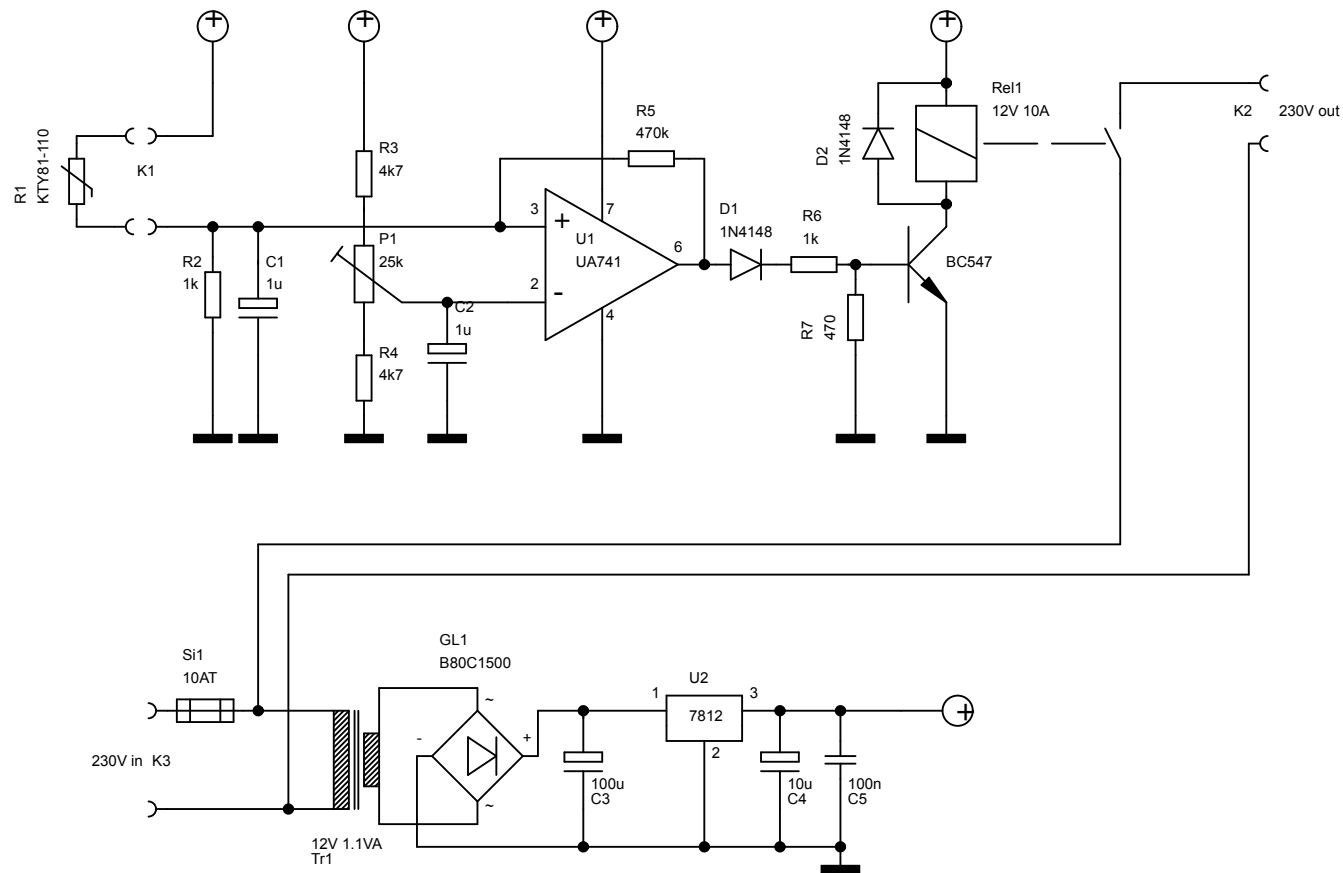 R1
KTY81-110
K1
R2
1k
C1
1u
R3
4k7
P1
25k
R4
4k7
C2
1u
R5
470k
3
+
2
-
7
U1
UA741
4
6
D1
1N4148
R6
1k
R7
470
D2
1N4148
BC547
Rel1
12V 10A
K2 230V out
Si1
10AT
230V in K3
12V 1.1VA
Tr1
GL1
B80C1500
~
-
+
~
100u
C3
U2
1
7812
3
2
10u
C4
100n
C5
+
+
+
+
+